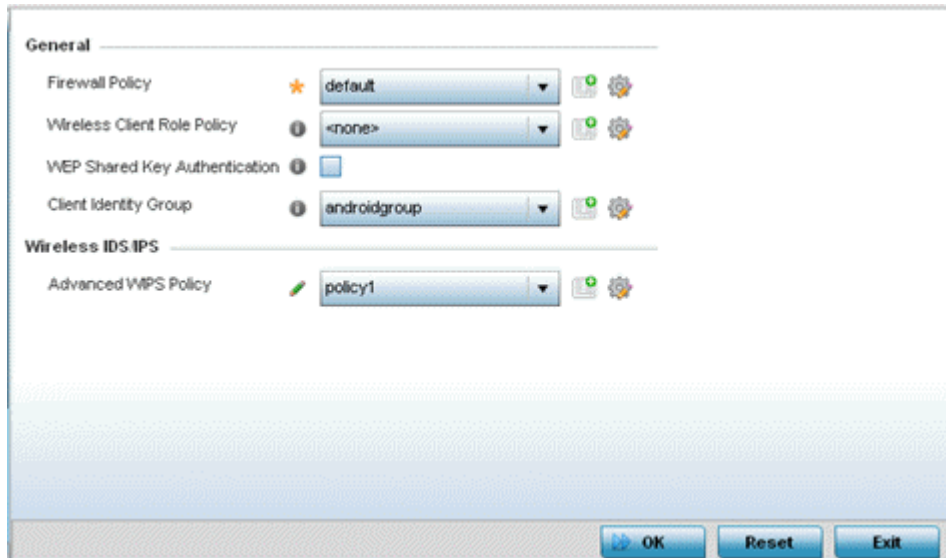 General
Firewall Policy default
Wireless Client Role Policy <none>
WEP Shared Key Authentication
Client Identity Group androidgroup
Wireless IDS/IPS
Advanced WIPS Policy policy1
OK Reset Exit